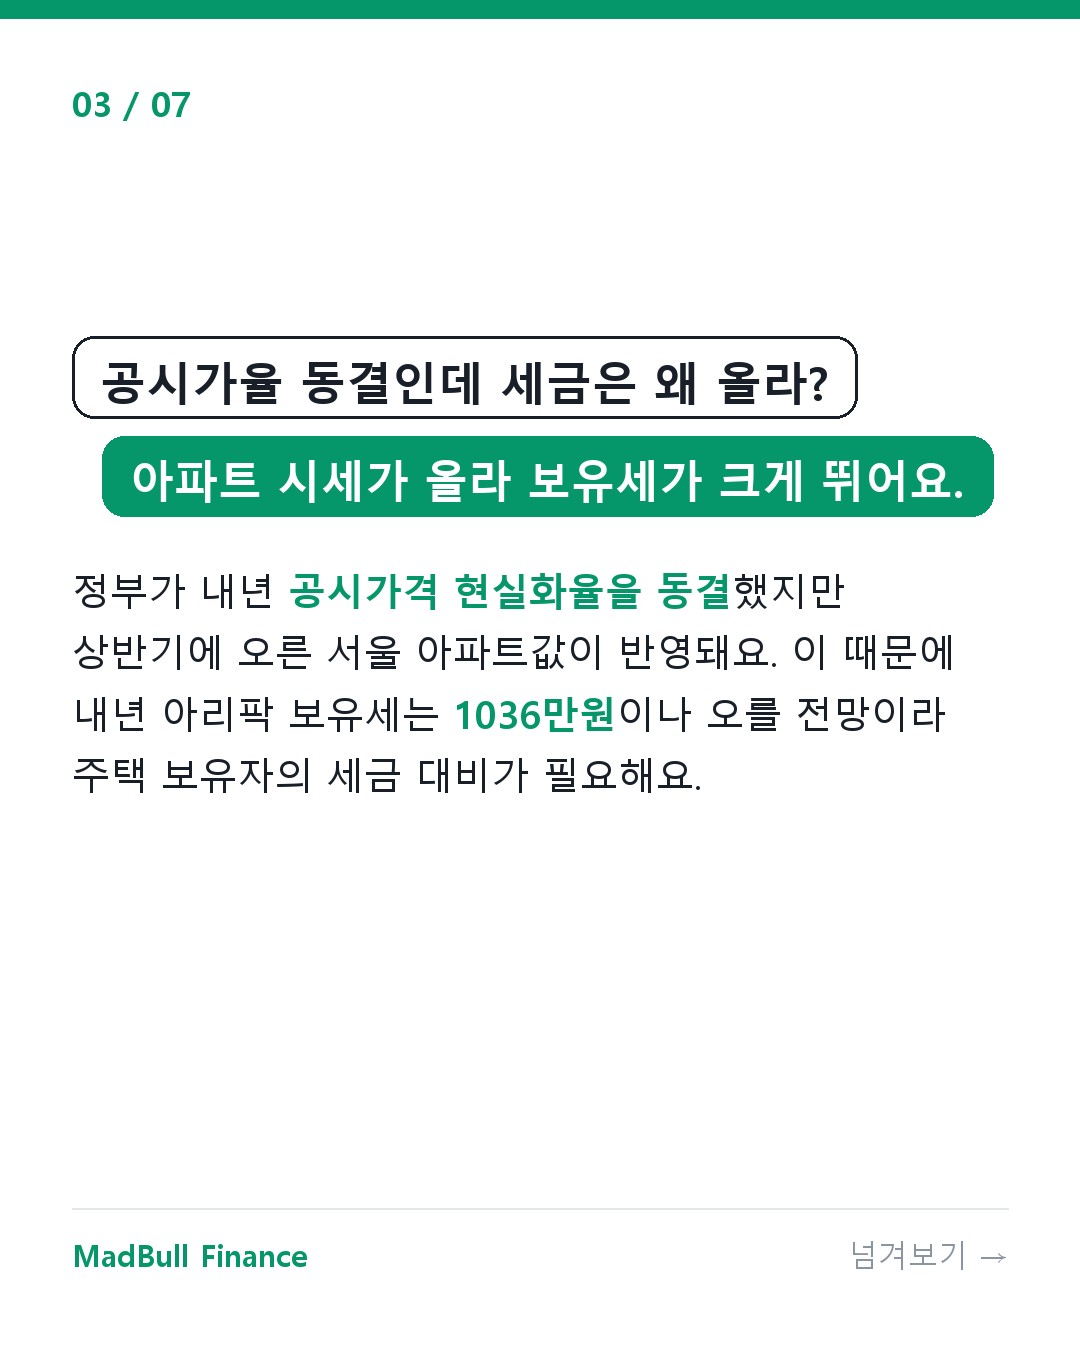 03 / 07
공시가율 동결인데 세금은 왜 올라?
아파트 시세가 올라 보유세가 크게 뛰어요.
정부가 내년 공시가격 현실화율을 동결했지만
상반기에 오른 서울 아파트값이 반영돼요. 이 때문에
내년 아리팍 보유세는 1036만원이나 오를 전망이라
주택 보유자의 세금 대비가 필요해요.
MadBull Finance
넘겨보기 →